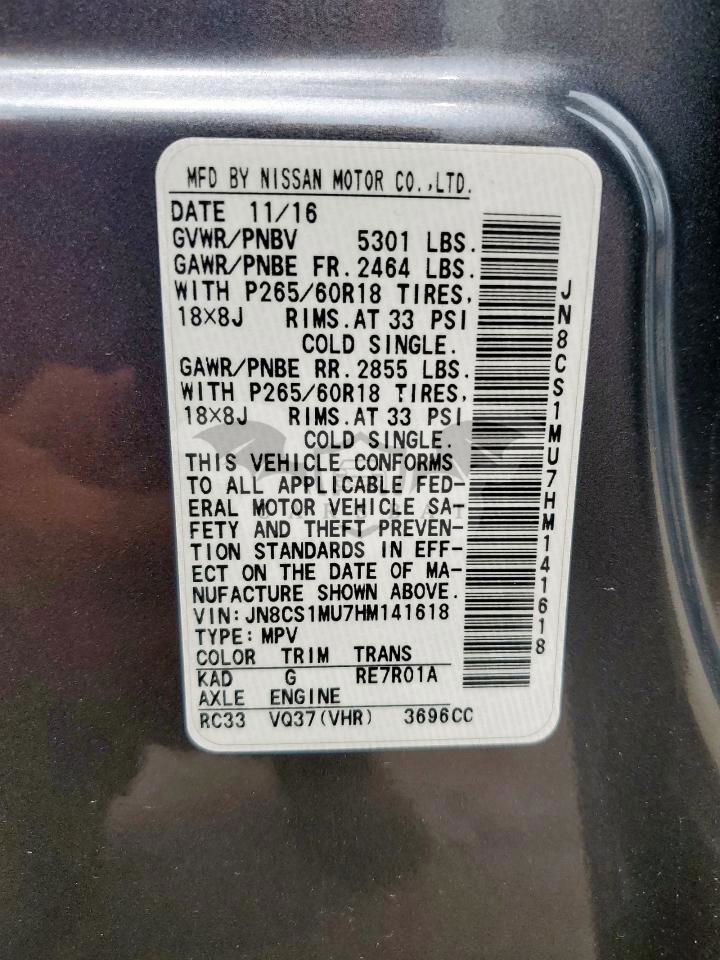 MFD BY NISSAN MOTOR CO.,LTD.
DATE 11/16
GVWR/PNBV 5301 LBS.
GAWR/PNBE FR. 2464 LBS.
WITH P265/60R18 TIRES,
18×8J RIMS. AT 33 PSI
COLD SINGLE.
GAWR/PNBE RR. 2855 LBS.
WITH P265/60R18 TIRES,
18×8J RIMS. AT 33 PSI
COLD SINGLE.
THIS VEHICLE CONFORMS
TO ALL APPLICABLE FED-
ERAL MOTOR VEHICLE SA-
FETY AND THEFT PREVEN-
TION STANDARDS IN EFF-
ECT ON THE DATE OF MA-
NUFACTURE SHOWN ABOVE.
VIN: JN8CS1MU7HM141618
TYPE: MPV
COLOR TRIM TRANS
KAD G RE7R01A
AXLE ENGINE
RC33 VQ37(VHR) 3696CC
JN8CS1MU7HM141618